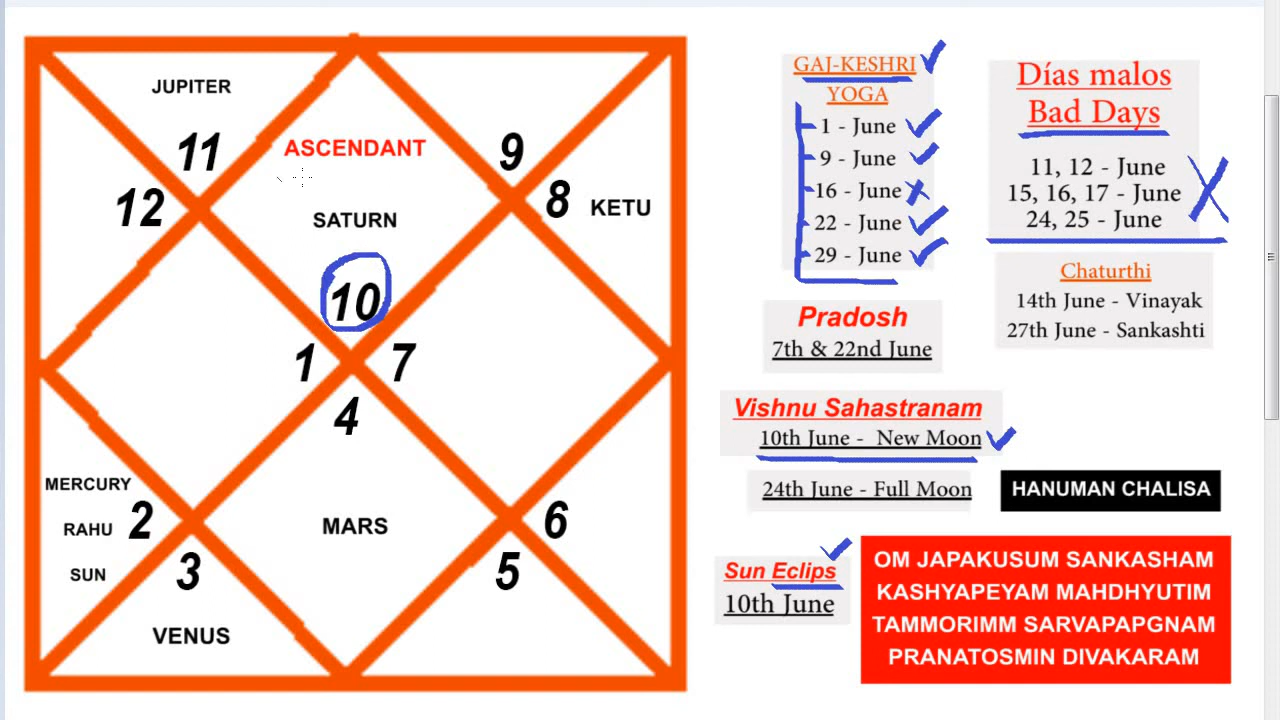 JUPITER
11
12
ASCENDANT
SATURN
10
9
8 KETU
1 7
4
MERCURY
RAHU 2
SUN
3
VENUS
MARS
6
5
GAJ-KESHRI
YOGA
1 - June
9 - June
16 - June
22 - June
29 - June
Días malos
Bad Days
11, 12 - June
15, 16, 17 - June
24, 25 - June
Chaturthi
14th June - Vinayak
27th June - Sankashti
Pradosh
7th & 22nd June
Vishnu Sahastranam
10th June - New Moon
24th June - Full Moon
HANUMAN CHALISA
Sun Eclips
10th June
OM JAPAKUSUM SANKASHAM
KASHYAPEYAM MAHDHYUTIM
TAMMORIMM SARVAPAPGNAM
PRANATOSMIN DIVAKARAM